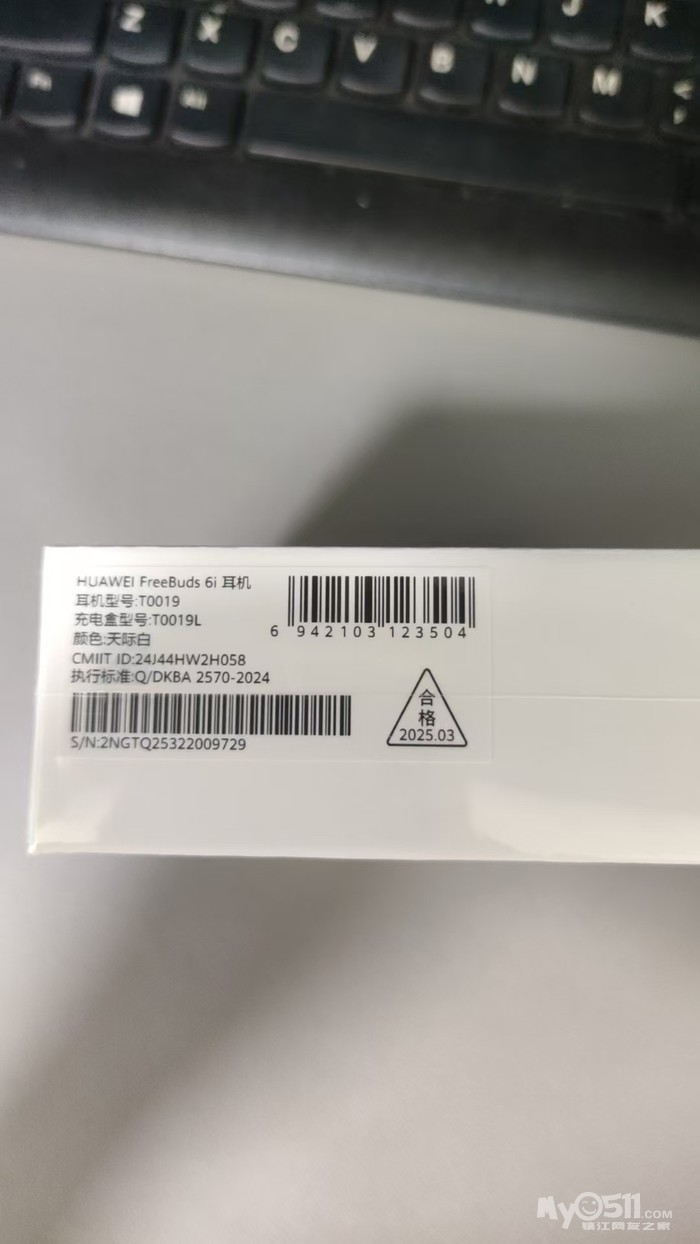 Z X C V B N M J K
HUAWEI FreeBuds 6i 耳机
耳机型号:T0019
充电盒型号:T0019L
颜色:天际白
CMIIT ID:24J44HW2H058
执行标准:Q/DKBA 2570-2024
S/N:2NGTQ25322009729
6 942103 123504
合
格
2025.03
My0511.COM
镇江网友之家